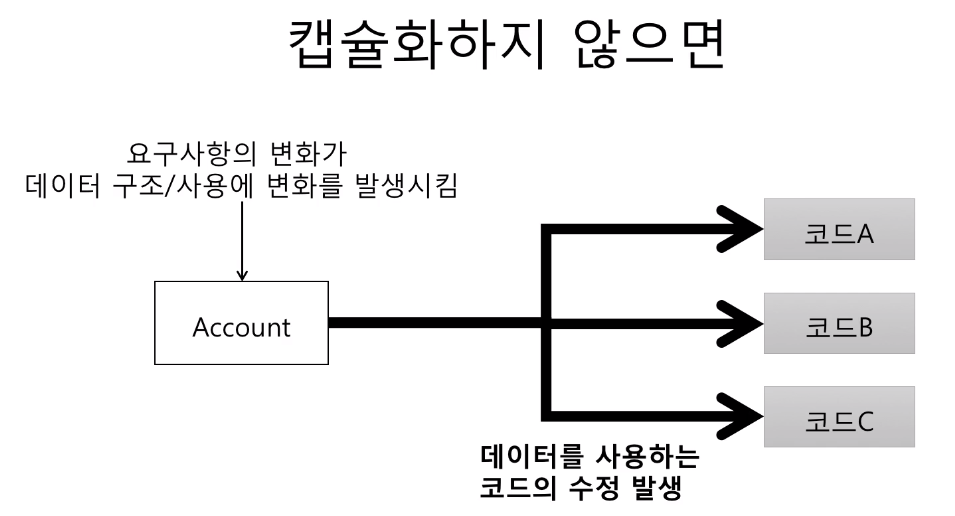 캡슐화하지 않으면
요구사항의 변화가
데이터 구조/사용에 변화를 발생시킴
Account
코드A
코드B
코드C
데이터를 사용하는
코드의 수정 발생